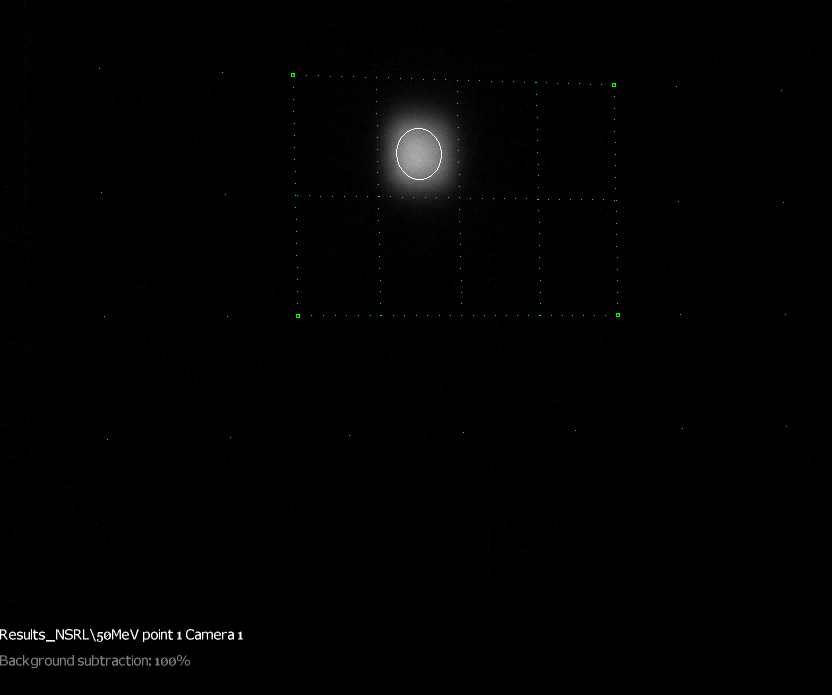 Results_NSRL\50MeV point 1 Camera 1
Background subtraction: 100%